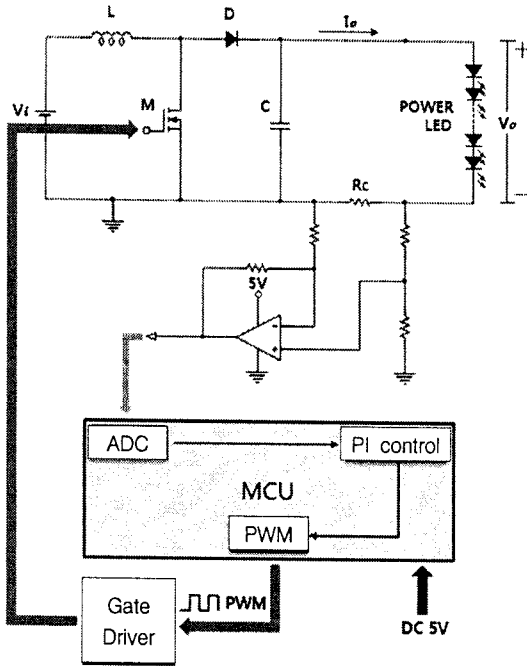 L
D
Io
Vi
M
C
POWER
LED
+
Vo
−
Rc
5V
−
+
ADC
PI control
MCU
PWM
Gate
Driver
PWM
DC 5V